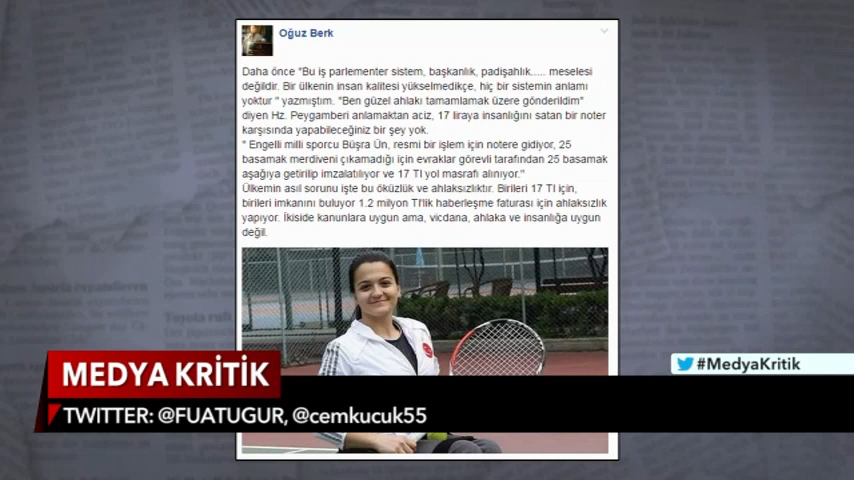 Oğuz Berk
Daha önce "Bu iş parlementer sistem, başkanlık, padişahlık..... meselesi
değildir. Bir ülkenin insan kalitesi yükselmedikçe, hiç bir sistemin anlamı
yoktur " yazmıştım. "Ben güzel ahlakı tamamlamak üzere gönderildim"
diyen Hz. Peygamberi anlamaktan aciz, 17 liraya insanlığını satan bir noter
karşısında yapabileceğiniz bir şey yok.
" Engelli milli sporcu Büşra Ün, resmi bir işlem için notere gidiyor, 25
basamak merdiveni çıkamadığı için evraklar görevli tarafından 25 basamak
aşağıya getirilip imzalatılıyor ve 17 Tl yol masrafı alınıyor."
Ülkemin asıl sorunu işte bu öküzlük ve ahlaksızlıktır. Birileri 17 Tl için,
birileri imkanını buluyor 1.2 milyon Tl'lik haberleşme faturası için ahlaksızlık
yapıyor. İkiside kanunlara uygun ama, vicdana, ahlaka ve insanlığa uygun
değil.
MEDYA KRİTİK
#MedyaKritik
TWITTER: @FUATUGUR, @cemkucuk55